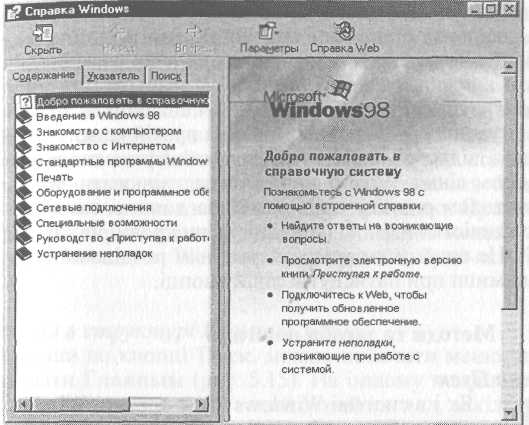 Справка Windows
Скрыть Назад Вперед Параметры Справка Web
Содержание Указатель Поиск
Добро пожаловать в справочную
Введение в Windows 98
Знакомство с компьютером
Знакомство с Интернетом
Стандартные программы Window
Печать
Оборудование и программное обе
Сетевые подключения
Специальные возможности
Руководство «Приступая к работе
Устранение неполадок
Microsoft
Windows98
Добро пожаловать в
справочную систему
Познакомьтесь с Windows 98 с
помощью встроенной справки.
Найдите ответы на возникающие
вопросы.
Просмотрите электронную версию
книги Приступая к работе.
Подключитесь к Web, чтобы
получить обновленное
программное обеспечение.
Устраните неполадки,
возникающие при работе с
системой.